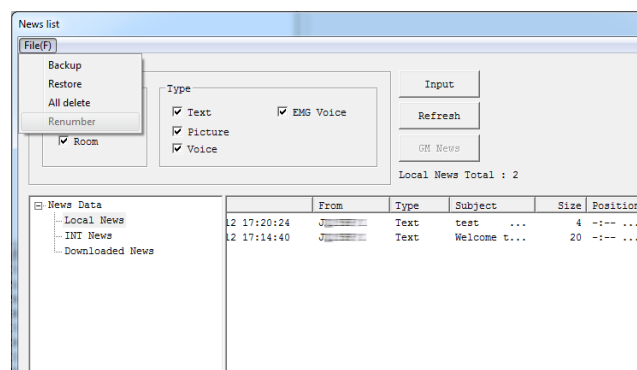 News list
File(F)
Backup
Restore
All delete
Renumber
Room
Type
Text
EMG Voice
Picture
Voice
Input
Refresh
GM News
Local News Total : 2
News Data
Local News
INT News
Downloaded News
From Type Subject Size Position
12 17:20:24 J Text test ... 4 -:-- ...
12 17:14:40 J Text Welcome t... 20 -:-- ...